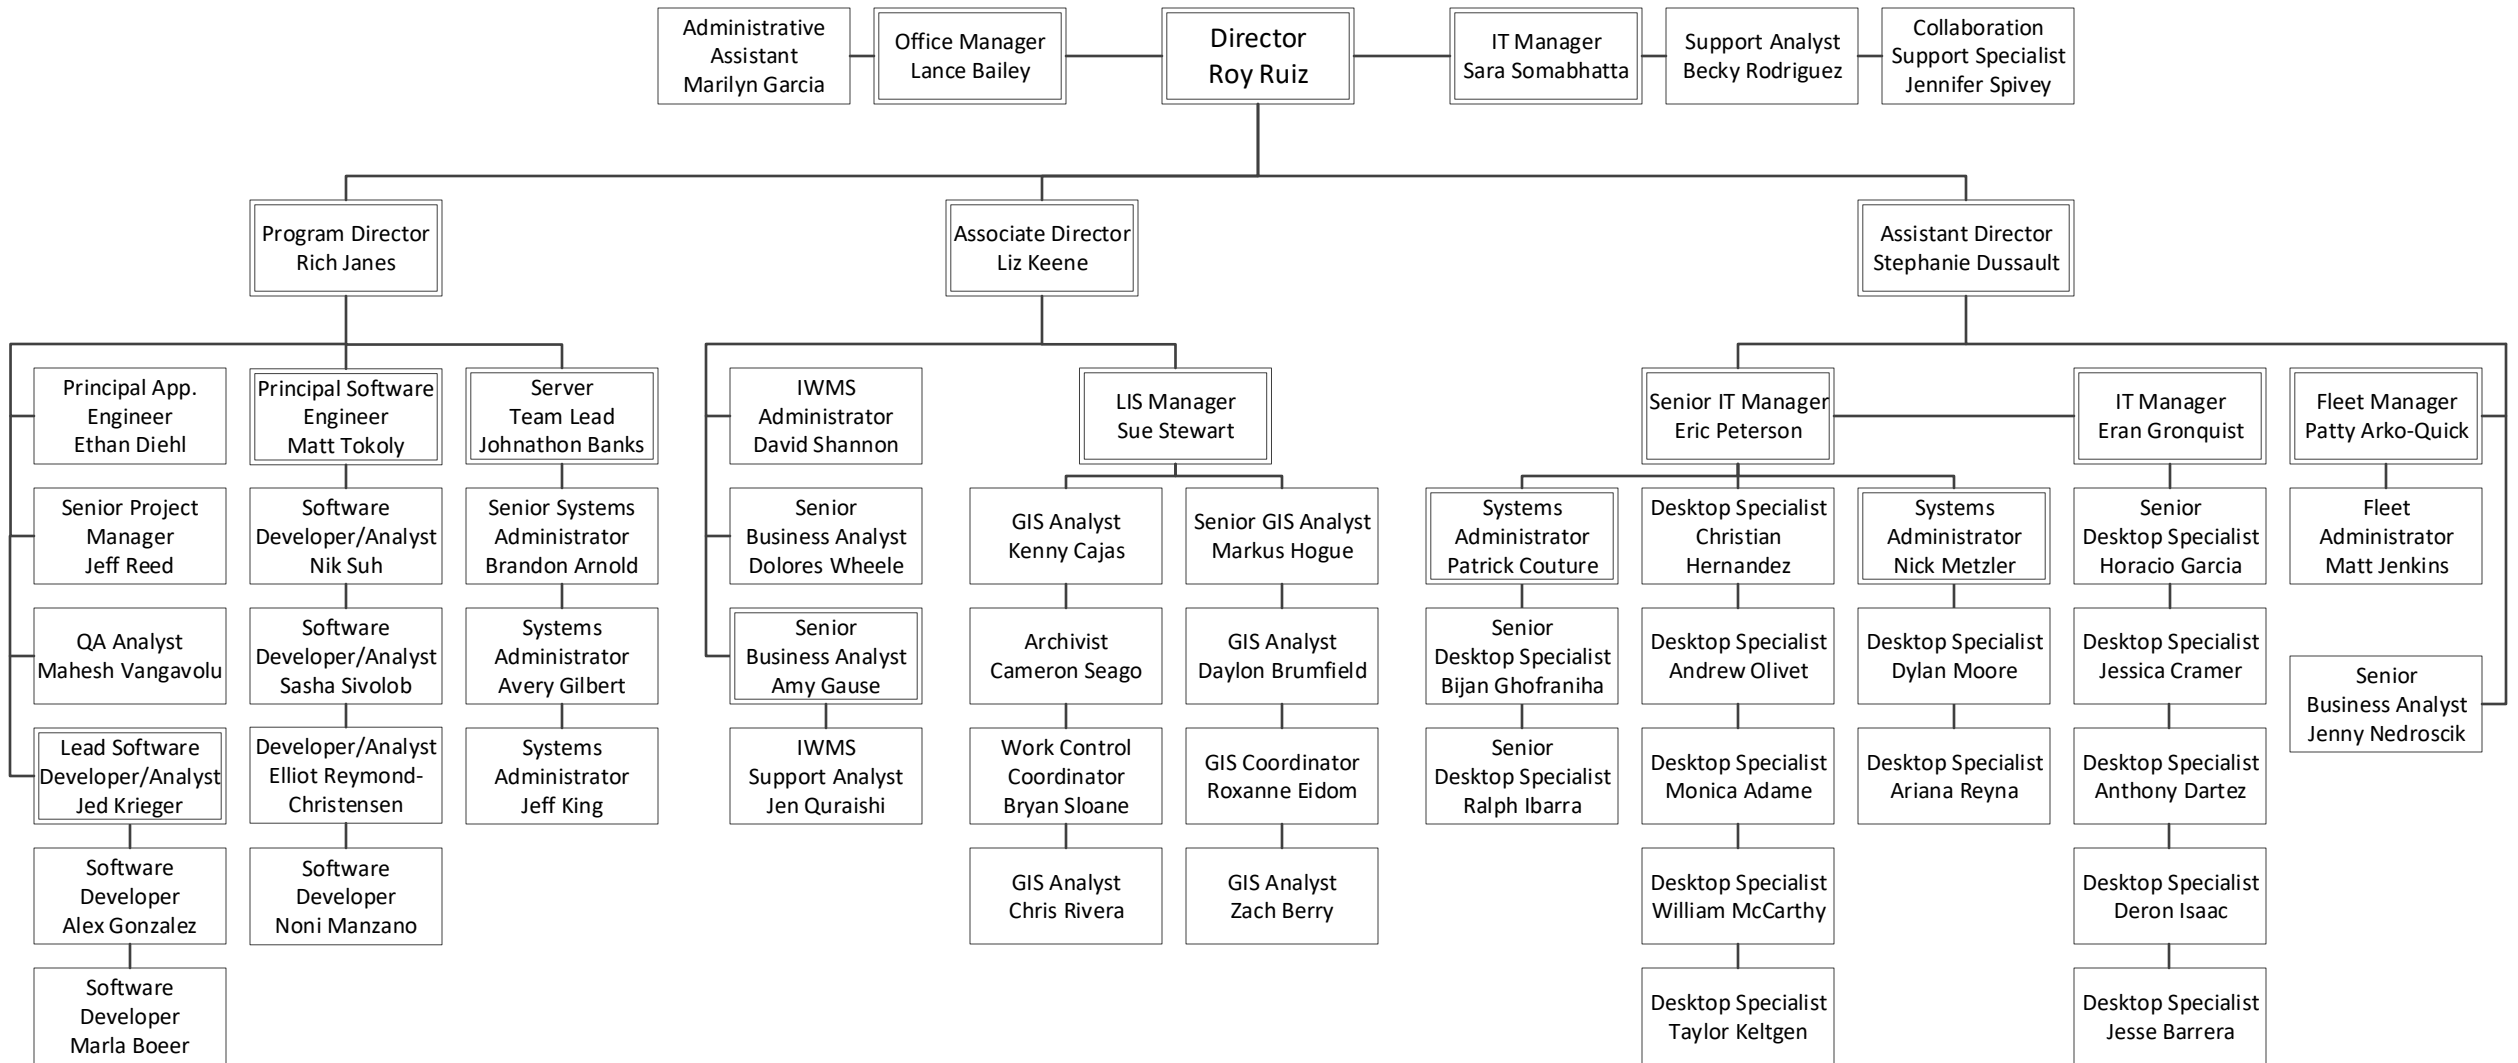 Administrative
Assistant
Marilyn Garcia
Office Manager
Lance Bailey
Director
Roy Ruiz
IT Manager
Sara Somabhatta
Support Analyst
Becky Rodriguez
Collaboration
Support Specialist
Jennifer Spivey
Program Director
Rich Janes
Associate Director
Liz Keene
Assistant Director
Stephanie Dussault
Principal App.
Engineer
Ethan Diehl
Senior Project
Manager
Jeff Reed
QA Analyst
Mahesh Vangavolu
Lead Software
Developer/Analyst
Jed Krieger
Software
Developer
Alex Gonzalez
Software
Developer
Marla Boeer
Principal Software
Engineer
Matt Tokoly
Software
Developer/Analyst
Nik Suh
Software
Developer/Analyst
Sasha Sivolob
Developer/Analyst
Elliot Reymond-
Christensen
Software
Developer
Noni Manzano
Server
Team Lead
Johnathon Banks
Senior Systems
Administrator
Brandon Arnold
Systems
Administrator
Avery Gilbert
Systems
Administrator
Jeff King
IWMS
Administrator
David Shannon
Senior
Business Analyst
Dolores Wheele
Senior
Business Analyst
Amy Gause
IWMS
Support Analyst
Jen Quraishi
LIS Manager
Sue Stewart
GIS Analyst
Kenny Cajas
Archivist
Cameron Seago
Work Control
Coordinator
Bryan Sloane
GIS Analyst
Chris Rivera
Senior GIS Analyst
Markus Hogue
GIS Analyst
Daylon Brumfield
GIS Coordinator
Roxanne Eidom
GIS Analyst
Zach Berry
Senior IT Manager
Eric Peterson
Systems
Administrator
Patrick Couture
Senior
Desktop Specialist
Bijan Ghofraniha
Senior
Desktop Specialist
Ralph Ibarra
Desktop Specialist
Christian
Hernandez
Desktop Specialist
Andrew Olivet
Desktop Specialist
Monica Adame
Desktop Specialist
William McCarthy
Desktop Specialist
Taylor Keltgen
Systems
Administrator
Nick Metzler
Desktop Specialist
Dylan Moore
Desktop Specialist
Ariana Reyna
IT Manager
Eran Gronquist
Senior
Desktop Specialist
Horacio Garcia
Desktop Specialist
Jessica Cramer
Desktop Specialist
Anthony Dartez
Desktop Specialist
Deron Isaac
Desktop Specialist
Jesse Barrera
Fleet Manager
Patty Arko-Quick
Fleet
Administrator
Matt Jenkins
Senior
Business Analyst
Jenny Nedroscik